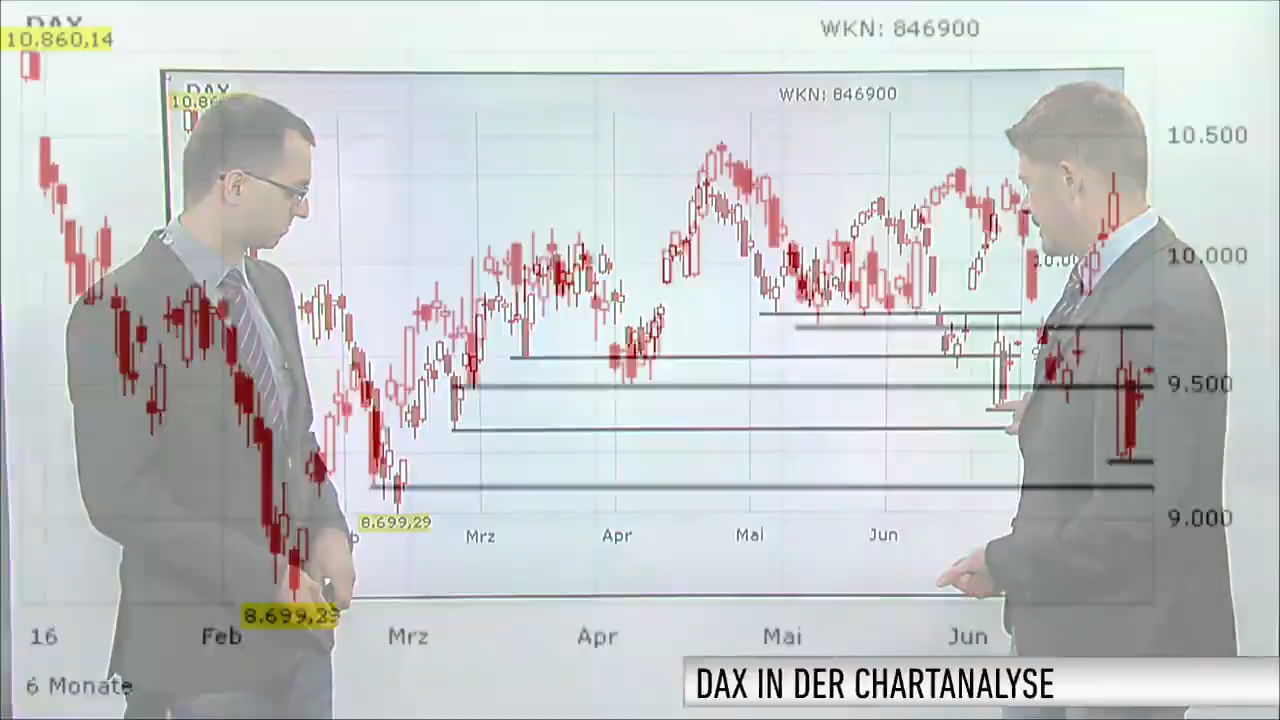 DAX
10.860,14
WKN: 846900
DAX
WKN: 846900
10.500
10.000
9.500
9.000
8.699,29
Mrz
Apr
Mai
Jun
8.699,29
16
Feb
Mrz
Apr
Mai
Jun
6 Monate
DAX IN DER CHARTANALYSE